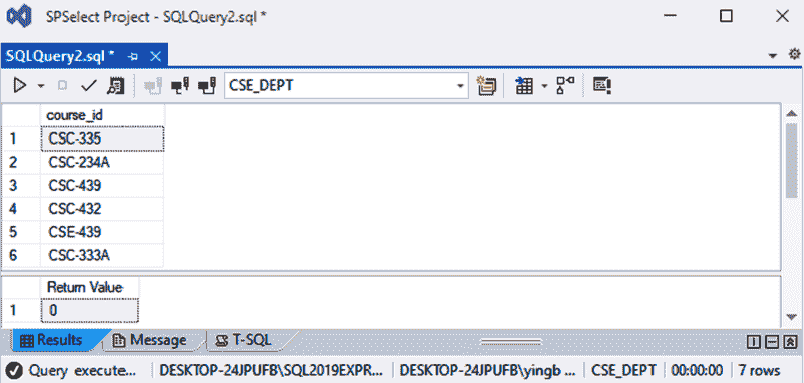 SPSelect Project - SQLQuery2.sql *
SQLQuery2.sql *
CSE_DEPT
course_id
1 CSC-335
2 CSC-234A
3 CSC-439
4 CSC-432
5 CSE-439
6 CSC-333A
Return Value
1 0
Results Message T-SQL
Query execute... DESKTOP-24JPUFB\SQL2019EXPR... DESKTOP-24JPUFB\yingb ... CSE_DEPT 00:00:00 7 rows